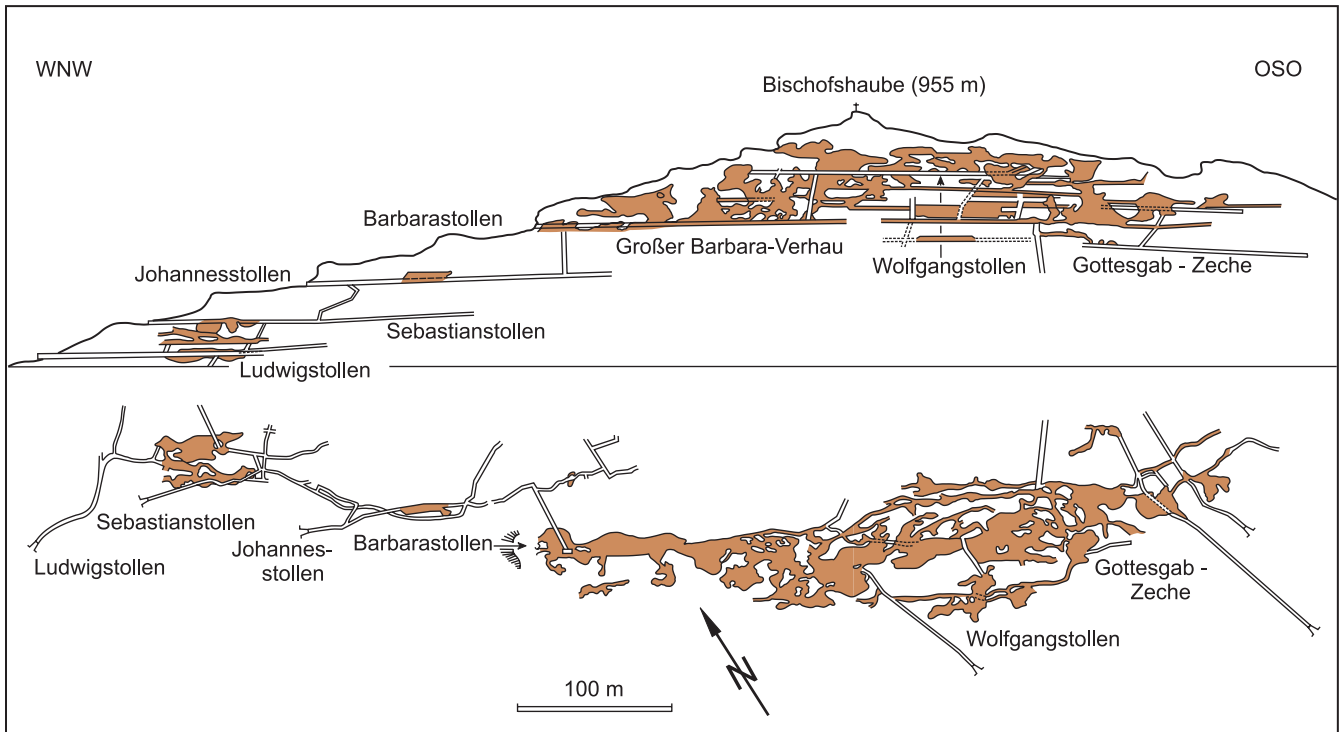 WNW
OSO
Bischofshaube (955 m)
Barbarastollen
Großer Barbara-Verhau
Johannesstollen
Wolfgangstollen
Gottesgab - Zeche
Sebastianstollen
Ludwigstollen
Sebastianstollen
Johannes-
stollen
Barbarastollen
Ludwigstollen
Gottesgab -
Zeche
Wolfgangstollen
N
100 m